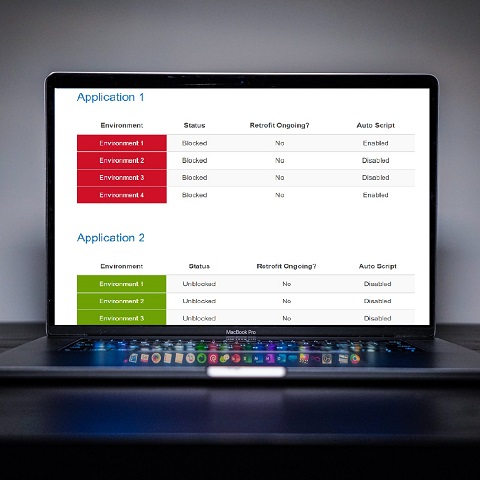 Application 1
Environment Status Retrofit Ongoing? Auto Script
Environment 1 Blocked No Enabled
Environment 2 Blocked No Disabled
Environment 3 Blocked No Disabled
Environment 4 Blocked No Enabled
Application 2
Environment Status Retrofit Ongoing? Auto Script
Environment 1 Unblocked No Disabled
Environment 2 Unblocked No Disabled
Environment 3 Unblocked No Disabled
MacBook Pro